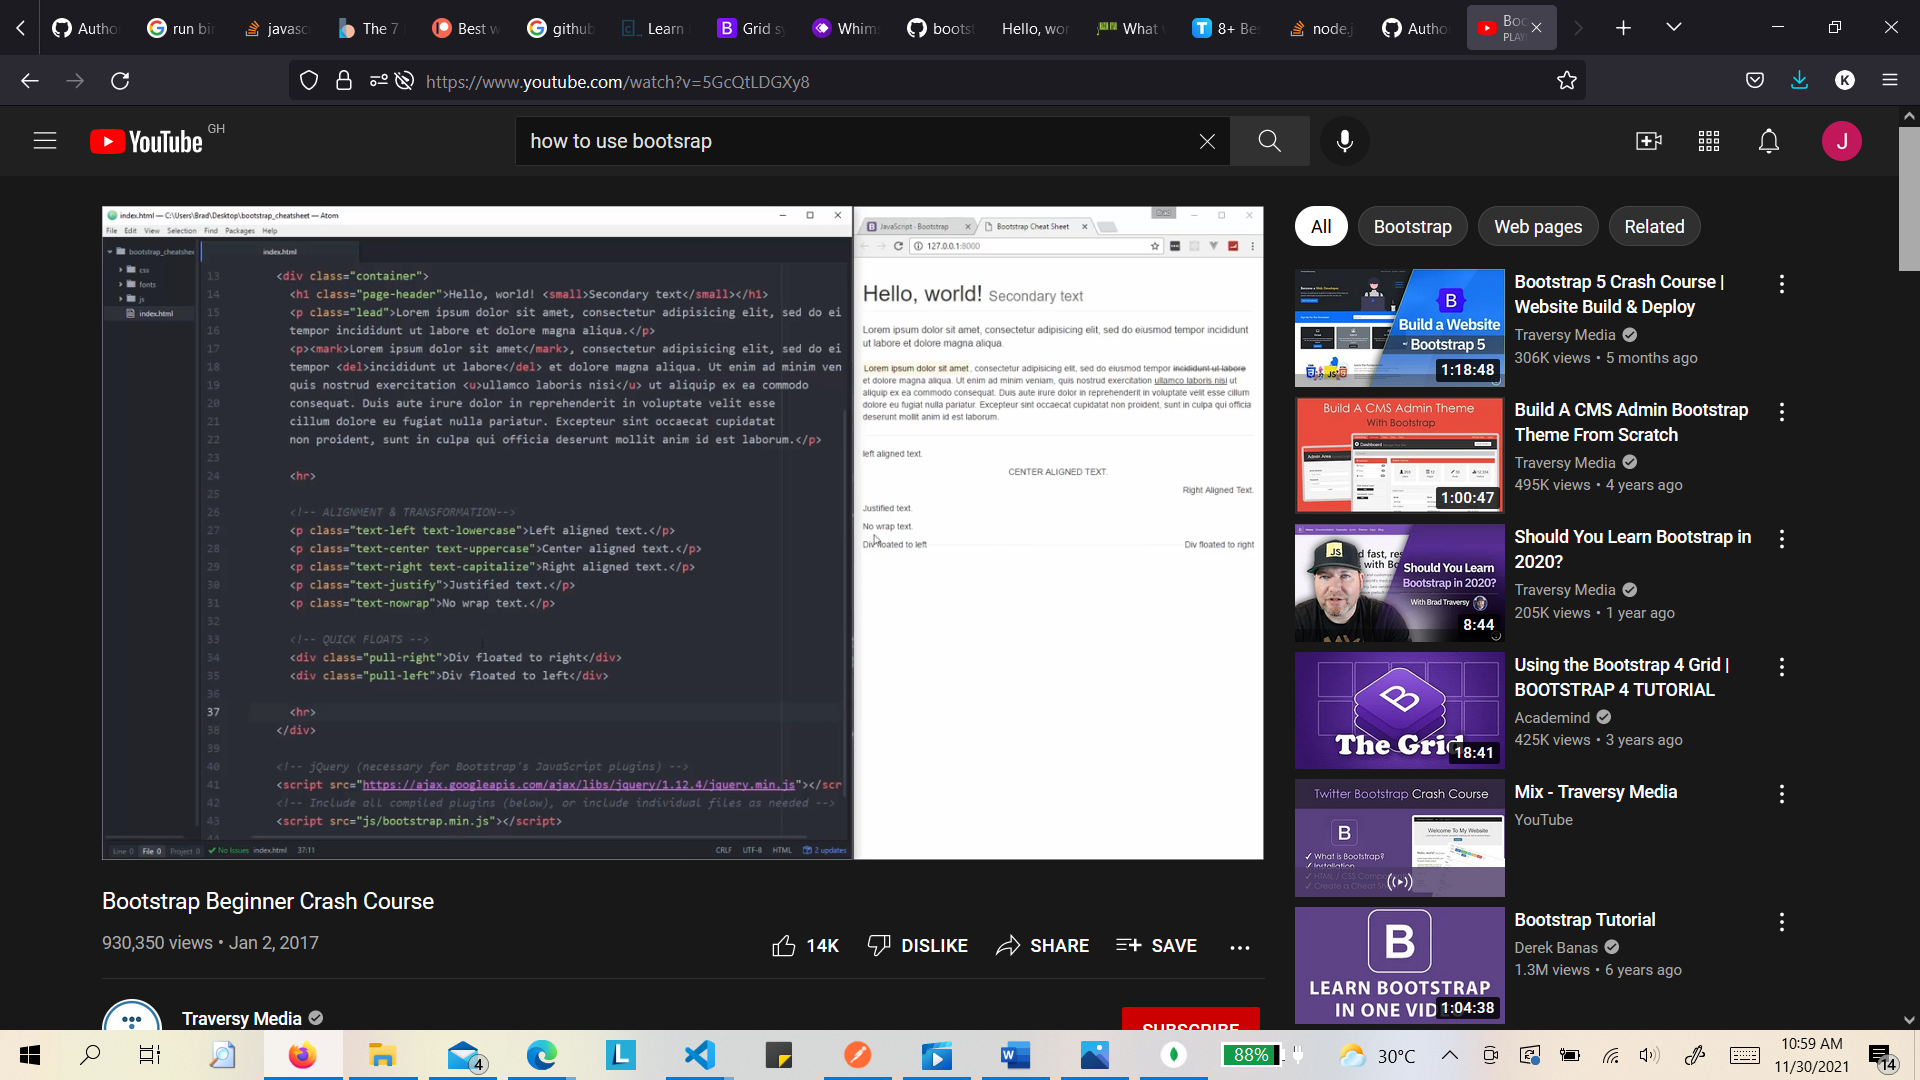 Autho
run bir
javasc
The 7
Best w
github
Learn
Grid sy
Whims
bootst
Hello, wor
What
8+ Be
node.j
Autho
Boo
PLAY
https://www.youtube.com/watch?v=5GcQtLDGXy8
K
YouTube GH
how to use bootsrap
J
index.html — C:\Users\Brad\Desktop\bootstrap_cheatsheet — Atom
File Edit View Selection Find Packages Help
bootstrap_cheatsheet
css
fonts
js
index.html
index.html
13 <div class="container">
14 <h1 class="page-header">Hello, world! <small>Secondary text</small></h1>
15 <p class="lead">Lorem ipsum dolor sit amet, consectetur adipisicing elit, sed do ei
16 tempor incididunt ut labore et dolore magna aliqua.</p>
17 <p><mark>Lorem ipsum dolor sit amet</mark>, consectetur adipisicing elit, sed do ei
18 tempor <del>incididunt ut labore</del> et dolore magna aliqua. Ut enim ad minim ven
19 quis nostrud exercitation <u>ullamco laboris nisi</u> ut aliquip ex ea commodo
20 consequat. Duis aute irure dolor in reprehenderit in voluptate velit esse
21 cillum dolore eu fugiat nulla pariatur. Excepteur sint occaecat cupidatat
22 non proident, sunt in culpa qui officia deserunt mollit anim id est laborum.</p>
23
24 <hr>
25
26 <!-- ALIGNMENT & TRANSFORMATION-->
27 <p class="text-left text-lowercase">Left aligned text.</p>
28 <p class="text-center text-uppercase">Center aligned text.</p>
29 <p class="text-right text-capitalize">Right aligned text.</p>
30 <p class="text-justify">Justified text.</p>
31 <p class="text-nowrap">No wrap text.</p>
32
33 <!-- QUICK FLOATS -->
34 <div class="pull-right">Div floated to right</div>
35 <div class="pull-left">Div floated to left</div>
36
37 <hr>
38 </div>
39
40 <!-- jQuery (necessary for Bootstrap's JavaScript plugins) -->
41 <script src="https://ajax.googleapis.com/ajax/libs/jquery/1.12.4/jquery.min.js"></scr
42 <!-- Include all compiled plugins (below), or include individual files as needed -->
43 <script src="js/bootstrap.min.js"></script>
44
Line 0 File 0 Project 0 No Issues index.html 37:11 CRLF UTF-8 HTML 2 updates
JavaScript · Bootstrap
Bootstrap Cheat Sheet
127.0.0.1:8000
Hello, world! Secondary text
Lorem ipsum dolor sit amet, consectetur adipisicing elit, sed do eiusmod tempor incididunt
ut labore et dolore magna aliqua.
Lorem ipsum dolor sit amet, consectetur adipisicing elit, sed do eiusmod tempor incididunt ut labore
et dolore magna aliqua. Ut enim ad minim veniam, quis nostrud exercitation ullamco laboris nisi ut
aliquip ex ea commodo consequat. Duis aute irure dolor in reprehenderit in voluptate velit esse cillum
dolore eu fugiat nulla pariatur. Excepteur sint occaecat cupidatat non proident, sunt in culpa qui officia
deserunt mollit anim id est laborum.
left aligned text.
CENTER ALIGNED TEXT.
Right Aligned Text.
Justified text.
No wrap text.
Div floated to left
Div floated to right
Bootstrap Beginner Crash Course
930,350 views • Jan 2, 2017
14K
DISLIKE
SHARE
SAVE
Traversy Media
SUBSCRIBE
All
Bootstrap
Web pages
Related
Build a Website
Bootstrap 5
1:18:48
Bootstrap 5 Crash Course |
Website Build & Deploy
Traversy Media
306K views • 5 months ago
Build A CMS Admin Theme
With Bootstrap
Admin Area
Dashboard
1:00:47
Build A CMS Admin Bootstrap
Theme From Scratch
Traversy Media
495K views • 4 years ago
JS
Should You Learn
Bootstrap in 2020?
With Brad Traversy
8:44
Should You Learn Bootstrap in
2020?
Traversy Media
205K views • 1 year ago
B
The Grid
18:41
Using the Bootstrap 4 Grid |
BOOTSTRAP 4 TUTORIAL
Academind
425K views • 3 years ago
Twitter Bootstrap Crash Course
B
What is Bootstrap?
Installation
Welcome To My Website
Mix - Traversy Media
YouTube
B
LEARN BOOTSTRAP
IN ONE VID
1:04:38
Bootstrap Tutorial
Derek Banas
1.3M views • 6 years ago
4
L
88%
30°C
10:59 AM
11/30/2021
14